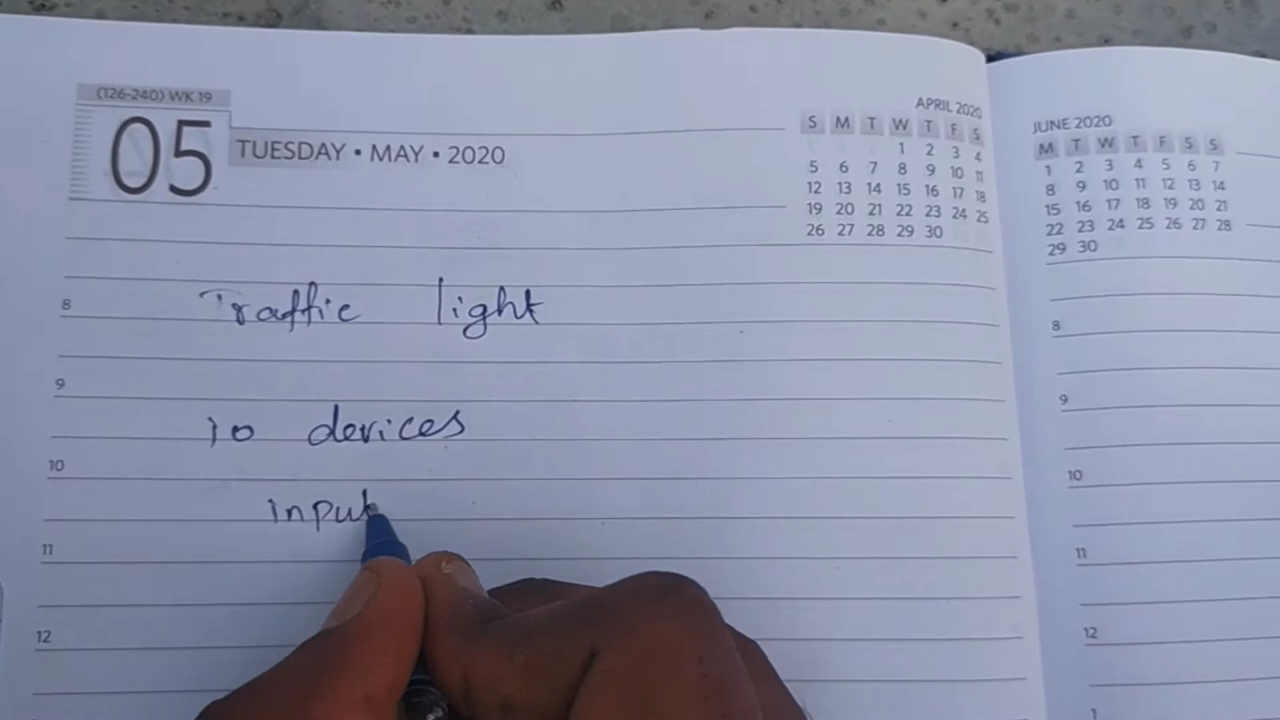 (126-240) WK 19
05
TUESDAY • MAY • 2020
APRIL 2020
S M T W T F S
1 2 3 4
5 6 7 8 9 10 11
12 13 14 15 16 17 18
19 20 21 22 23 24 25
26 27 28 29 30
8
Traffic light
9
io devices
10
input
11
12
JUNE 2020
M T W T F S S
1 2 3 4 5 6 7
8 9 10 11 12 13 14
15 16 17 18 19 20 21
22 23 24 25 26 27 28
29 30
8
9
10
11
12
1